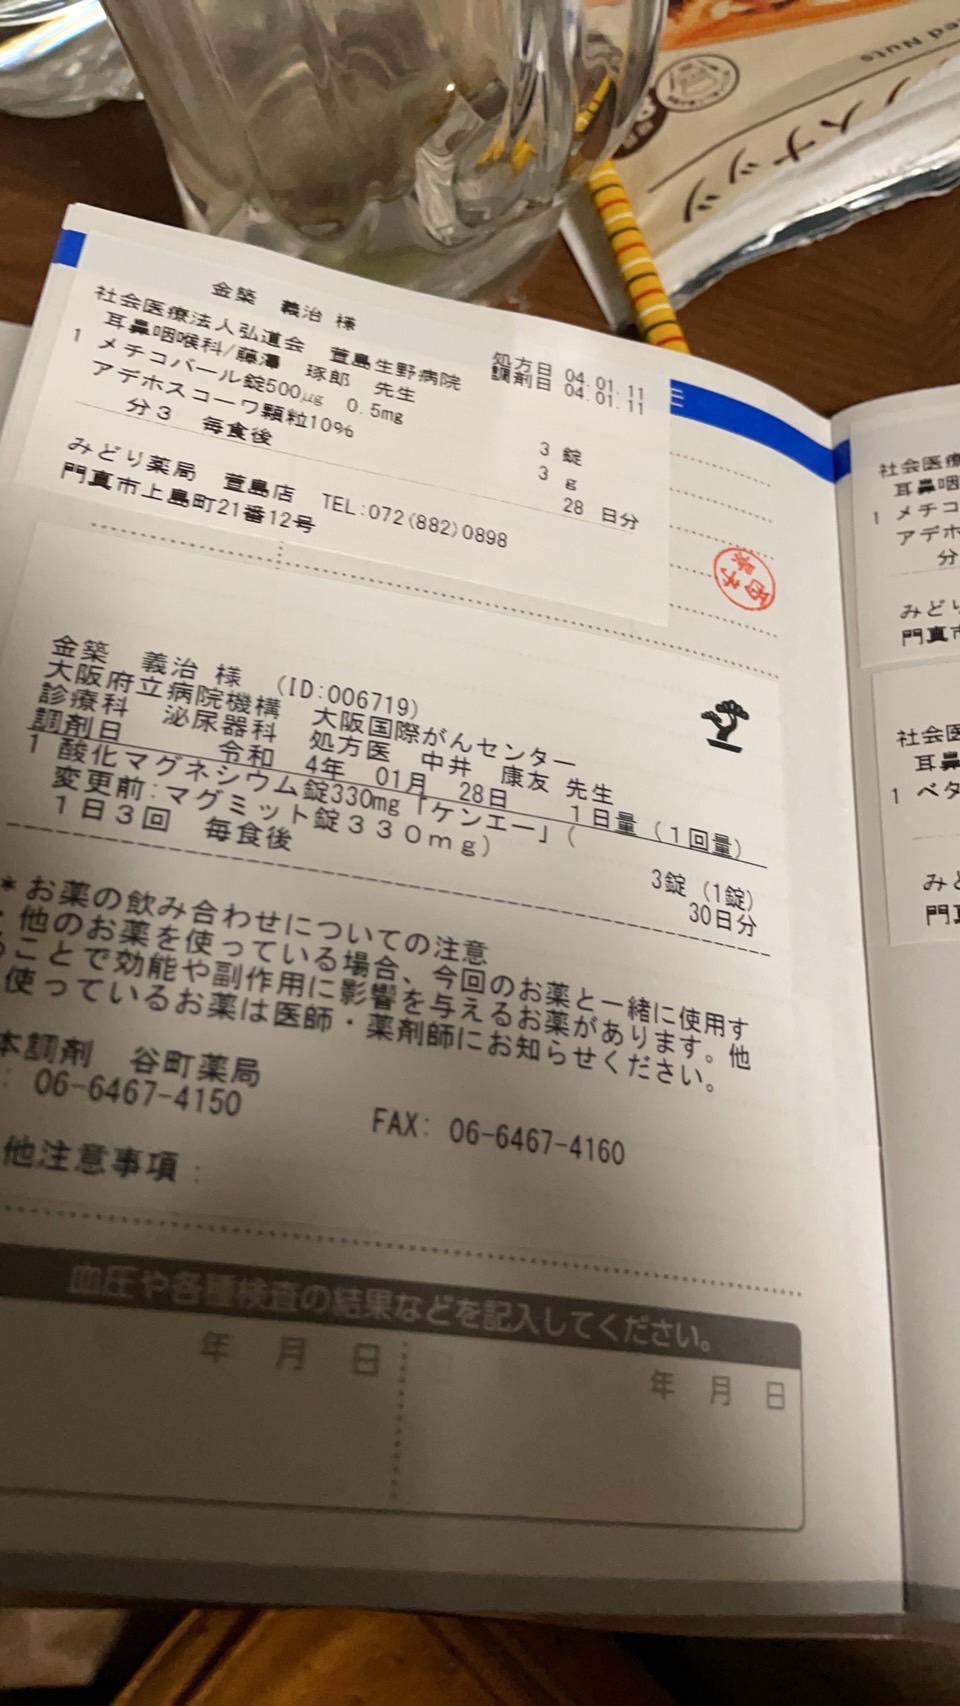 ed Nuts
スナッツ
金築　義治 様
社会医療法人弘道会　萱島生野病院
耳鼻咽喉科/藤澤　琢郎　先生
処方日 04.01.11
調剤日 04.01.11
1 メチコバール錠500μg 0.5mg
3 錠
アデホスコーワ顆粒10%
3 g
分３　毎食後
28 日分
みどり薬局　萱島店　TEL:072(882)0898
門真市上島町21番12号
金築　義治 様　(ID:006719)
大阪府立病院機構　大阪国際がんセンター
診療科　泌尿器科　処方医　中井　康友 先生
調剤日　令和　4年　01月　28日　1日量（1回量）
1 酸化マグネシウム錠330mg「ケンエー」（
変更前：マグミット錠３３０ｍｇ）
3錠（1錠）
１日３回　毎食後
30日分
＊お薬の飲み合わせについての注意
：他のお薬を使っている場合、今回のお薬と一緒に使用す
ることで効能や副作用に影響を与えるお薬があります。他
使っているお薬は医師・薬剤師にお知らせください。
本調剤　谷町薬局
: 06-6467-4150
FAX: 06-6467-4160
他注意事項：
血圧や各種検査の結果などを記入してください。
年　月　日
年　月　日
社会医療
耳鼻咽
1 メチコ
アデホ
分
みどり
門真市
社会医
耳鼻
1 ベタ
みど
門真